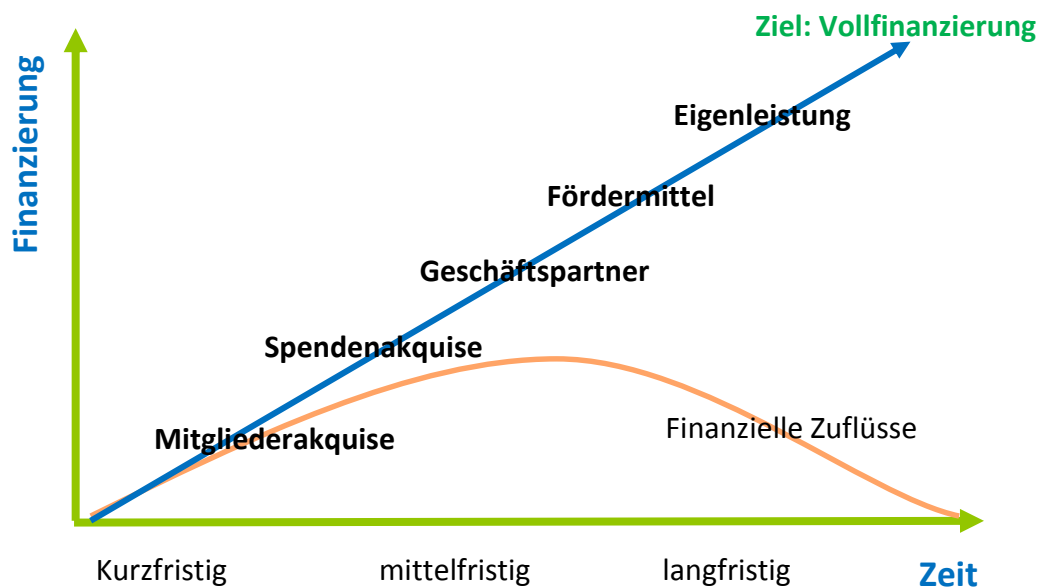 Ziel: Vollfinanzierung
Finanzierung
Eigenleistung
Fördermittel
Geschäftspartner
Spendenakquise
Mitgliederakquise
Finanzielle Zuflüsse
Kurzfristig mittelfristig langfristig Zeit